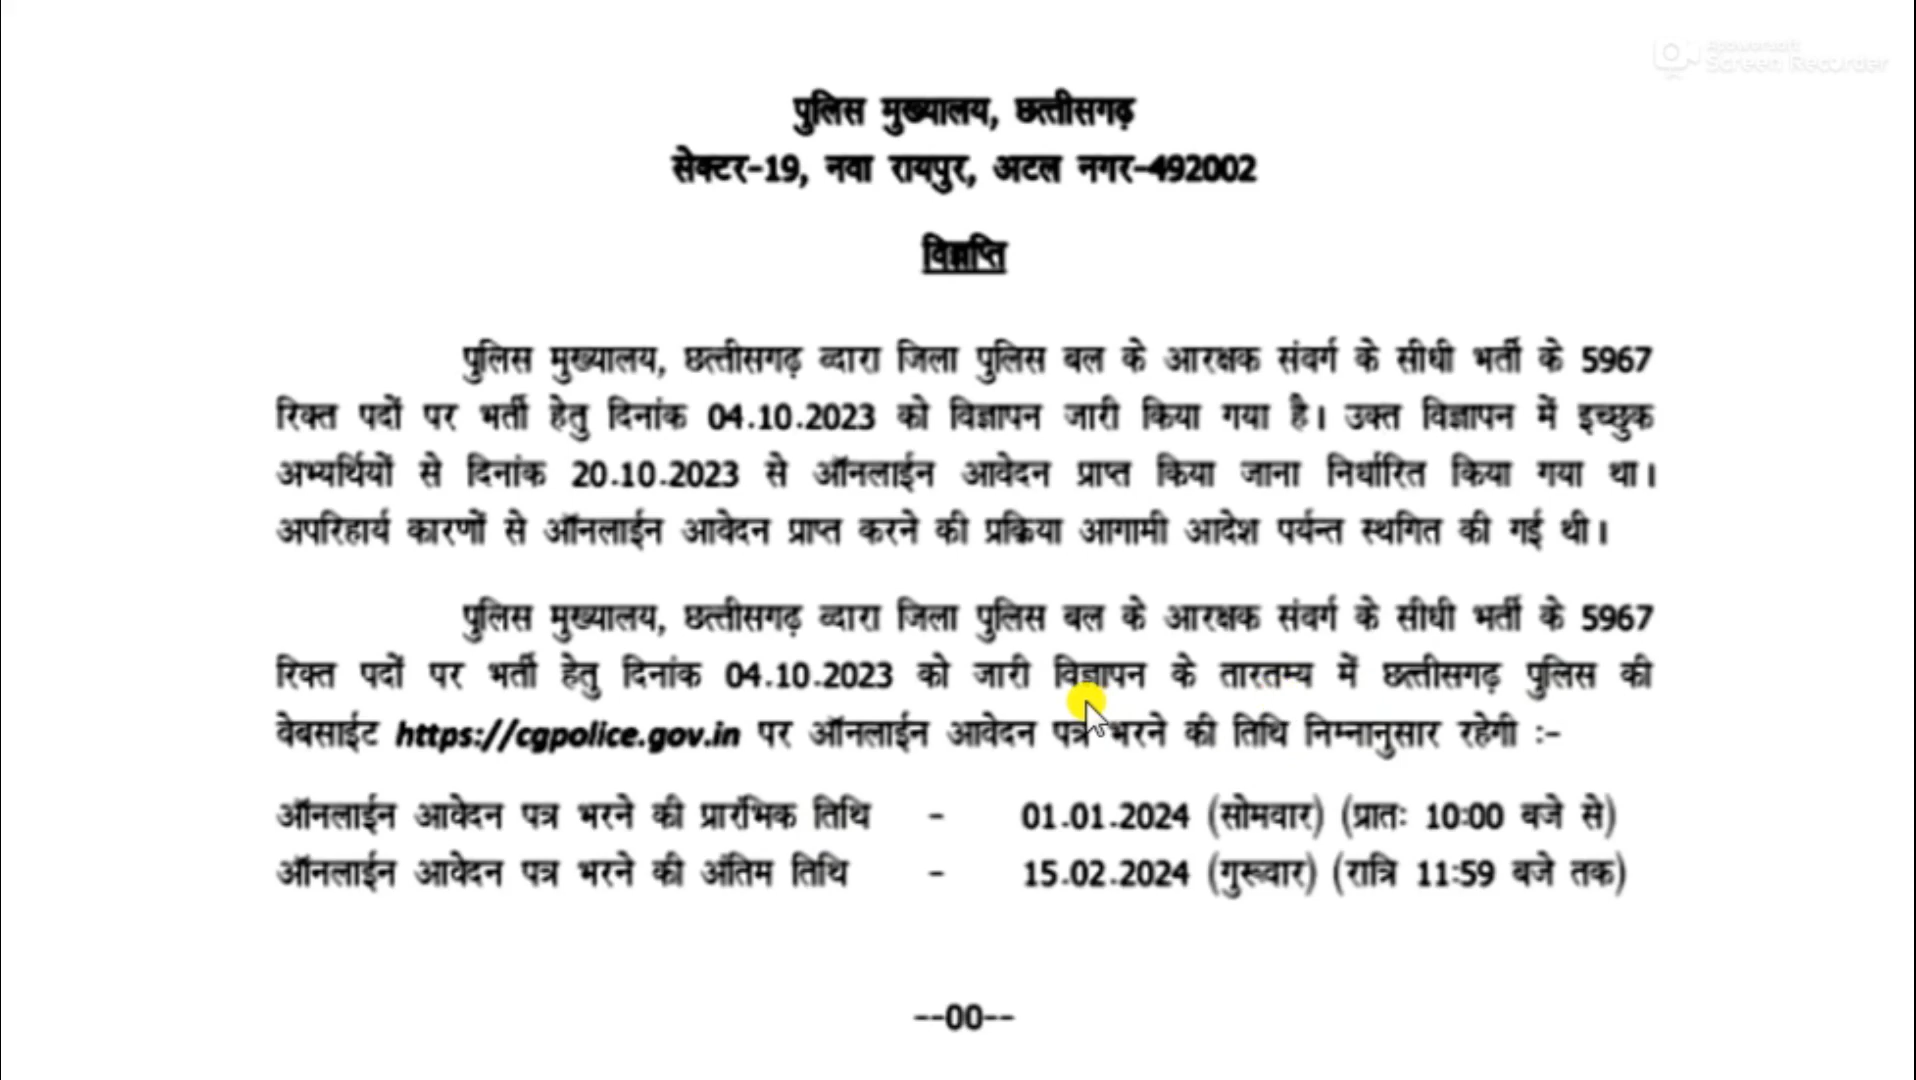 Apowersoft
Screen Recorder
पुलिस मुख्यालय, छत्तीसगढ़
सेक्टर-19, नवा रायपुर, अटल नगर-492002
विज्ञप्ति
पुलिस मुख्यालय, छत्तीसगढ़ व्दारा जिला पुलिस बल के आरक्षक संवर्ग के सीधी भर्ती के 5967
रिक्त पदों पर भर्ती हेतु दिनांक 04.10.2023 को विज्ञापन जारी किया गया है। उक्त विज्ञापन में इच्छुक
अभ्यर्थियों से दिनांक 20.10.2023 से ऑनलाईन आवेदन प्राप्त किया जाना निर्धारित किया गया था।
अपरिहार्य कारणों से ऑनलाईन आवेदन प्राप्त करने की प्रक्रिया आगामी आदेश पर्यन्त स्थगित की गई थी।
पुलिस मुख्यालय, छत्तीसगढ़ व्दारा जिला पुलिस बल के आरक्षक संवर्ग के सीधी भर्ती के 5967
रिक्त पदों पर भर्ती हेतु दिनांक 04.10.2023 को जारी विज्ञापन के तारतम्य में छत्तीसगढ़ पुलिस की
वेबसाईट https://cgpolice.gov.in पर ऑनलाईन आवेदन पत्र भरने की तिथि निम्नानुसार रहेगी :-
ऑनलाईन आवेदन पत्र भरने की प्रारंभिक तिथि - 01.01.2024 (सोमवार) (प्रातः 10:00 बजे से)
ऑनलाईन आवेदन पत्र भरने की अंतिम तिथि - 15.02.2024 (गुरूवार) (रात्रि 11:59 बजे तक)
--00--